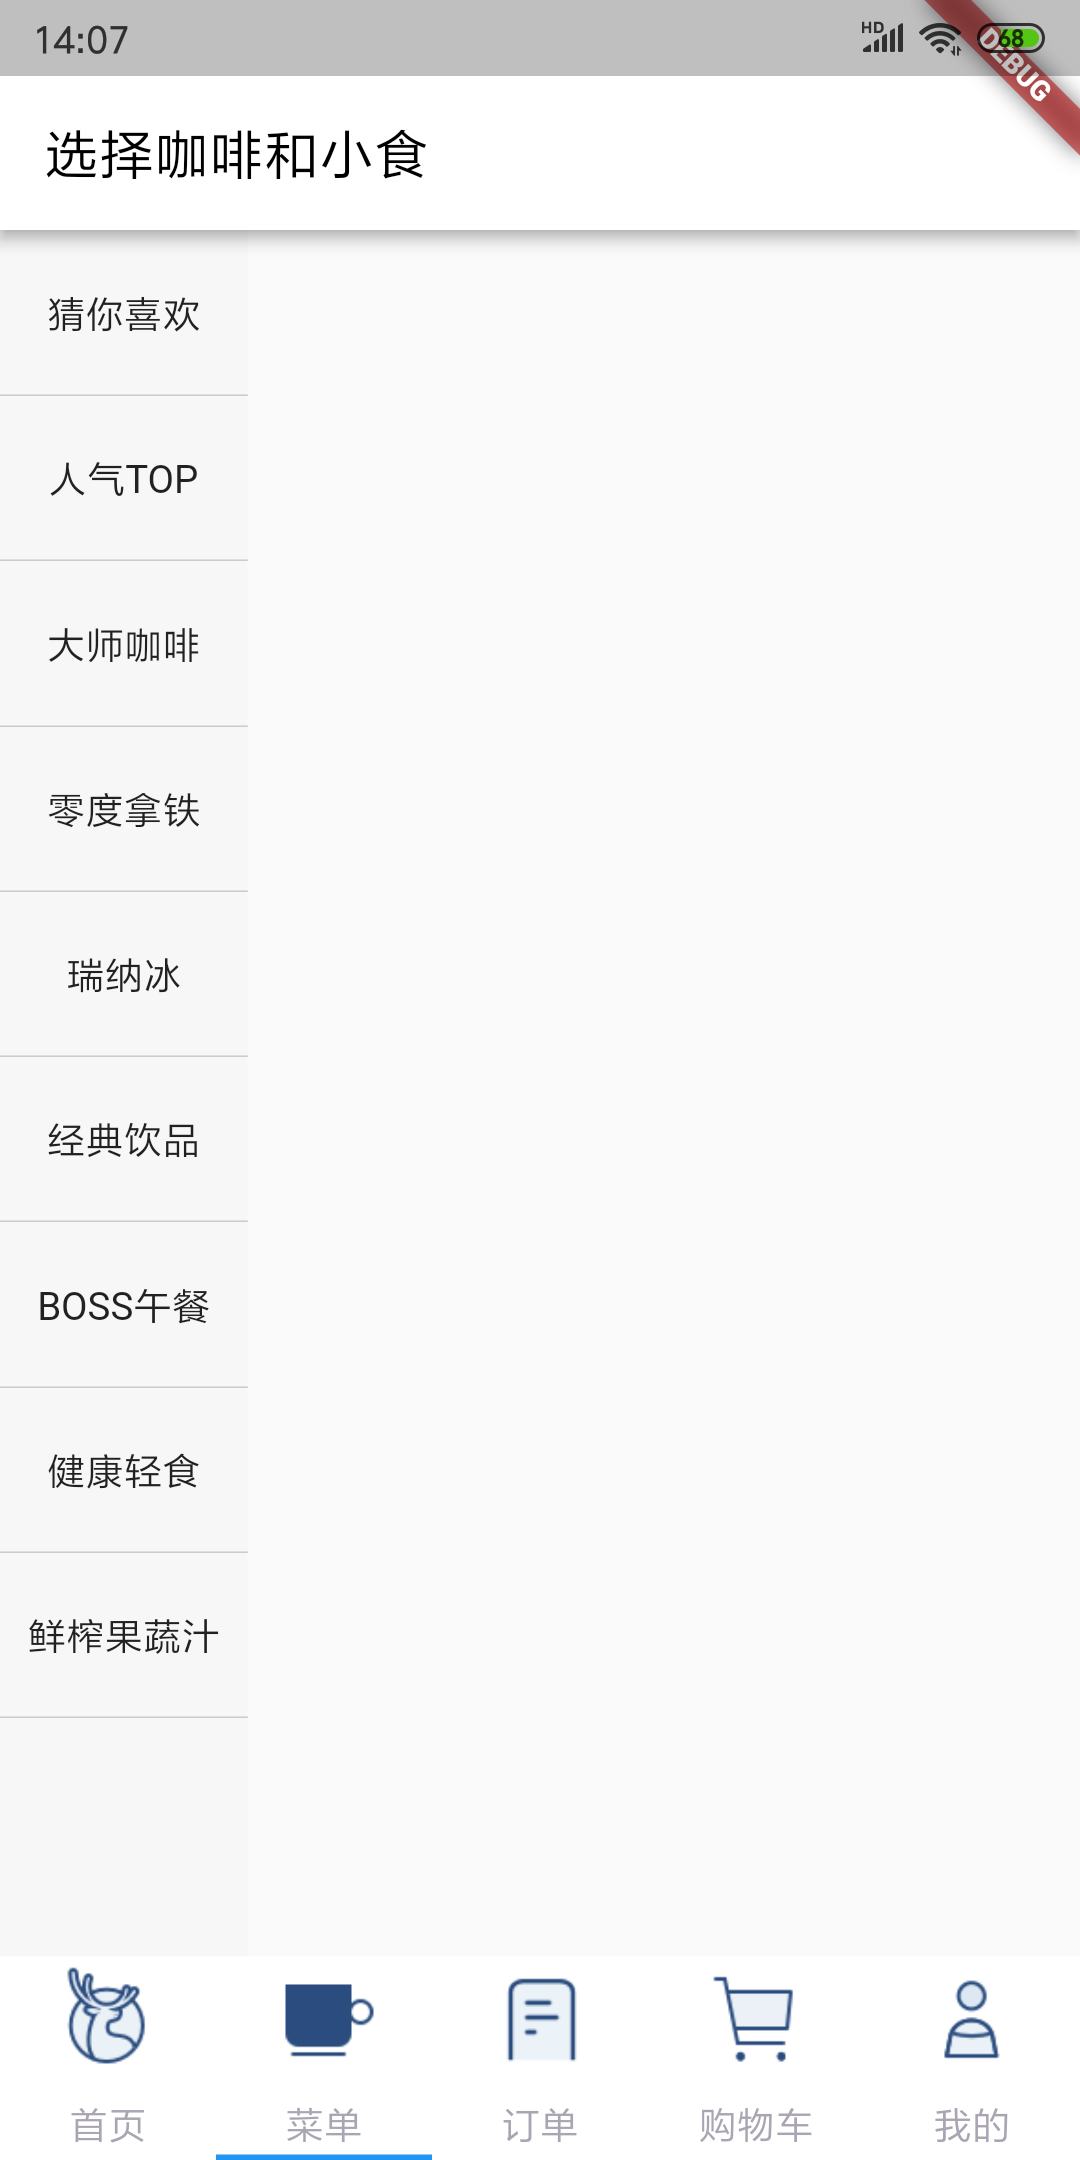 14:07
HD
68
DEBUG
选择咖啡和小食
猜你喜欢
人气TOP
大师咖啡
零度拿铁
瑞纳冰
经典饮品
BOSS午餐
健康轻食
鲜榨果蔬汁
首页
菜单
订单
购物车
我的